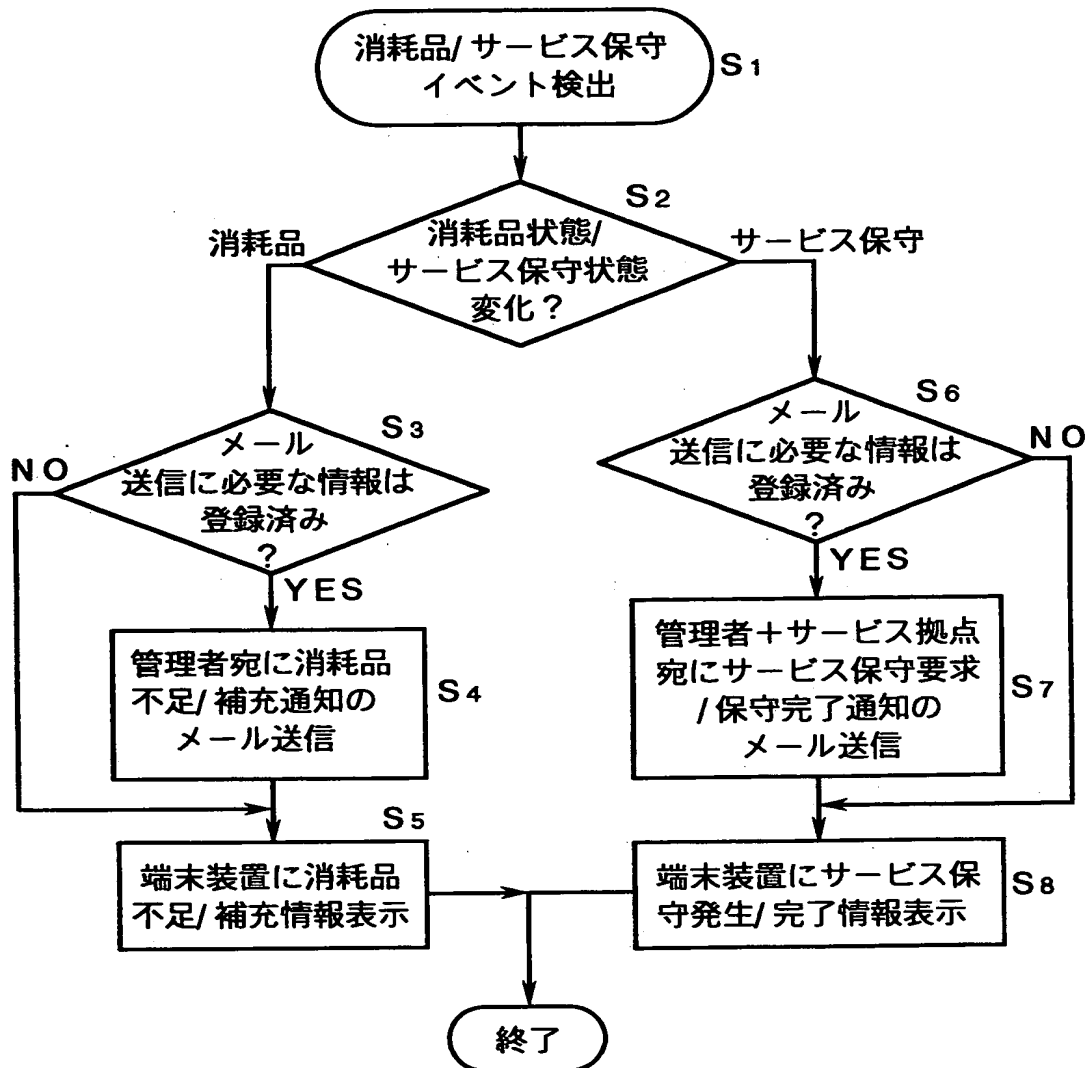 消耗品/サービス保守
イベント検出
S1
S2
消耗品状態/
サービス保守状態
変化？
消耗品
サービス保守
S3
メール
送信に必要な情報は
登録済み
?
NO
YES
管理者宛に消耗品
不足/補充通知の
メール送信
S4
S5
端末装置に消耗品
不足/補充情報表示
S6
メール
送信に必要な情報は
登録済み
?
NO
YES
管理者＋サービス拠点
宛にサービス保守要求
/保守完了通知の
メール送信
S7
端末装置にサービス保
守発生/完了情報表示
S8
終了